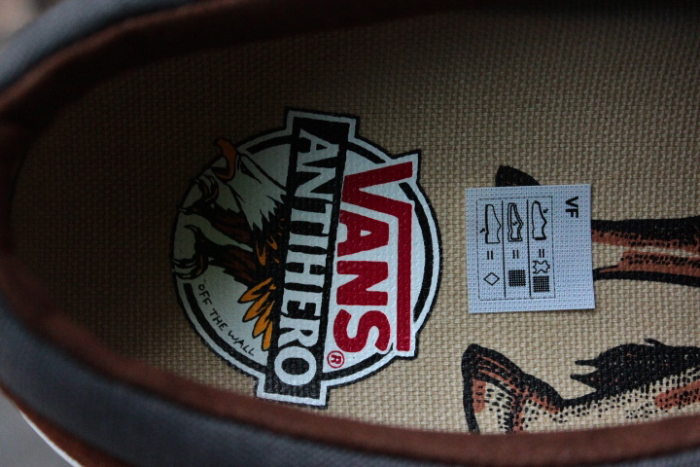 VANS®
ANTIHERO
OFF THE WALL
VF
=
=
=